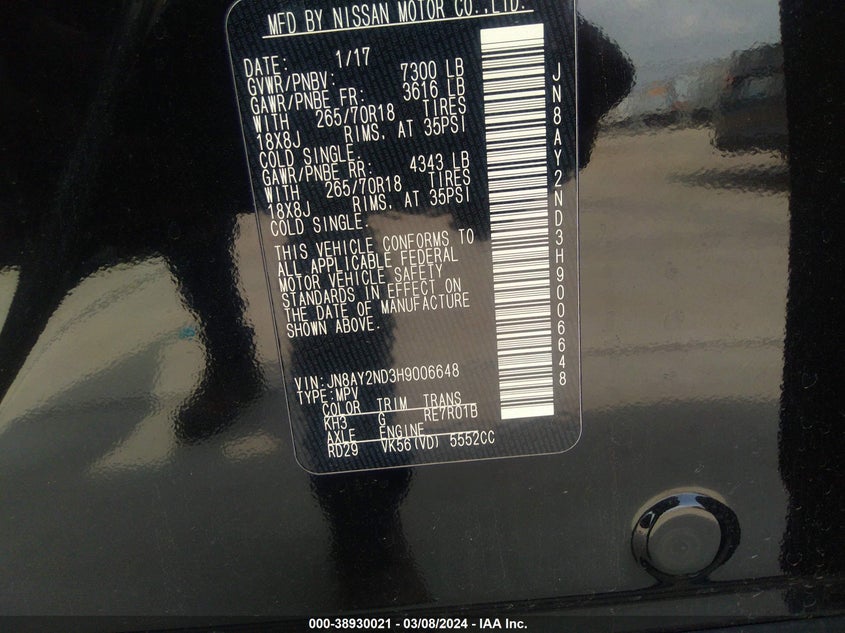 MFD BY NISSAN MOTOR CO.,LTD.
DATE: 1/17
GVWR/PNBV: 7300 LB
GAWR/PNBE FR: 3616 LB
WITH 265/70R18 TIRES
18X8J RIMS, AT 35PSI
COLD SINGLE.
GAWR/PNBE RR: 4343 LB
WITH 265/70R18 TIRES
18X8J RIMS, AT 35PSI
COLD SINGLE.
THIS VEHICLE CONFORMS TO
ALL APPLICABLE FEDERAL
MOTOR VEHICLE SAFETY
STANDARDS IN EFFECT ON
THE DATE OF MANUFACTURE
SHOWN ABOVE.
VIN:JN8AY2ND3H9006648
TYPE:MPV
COLOR TRIM TRANS
KH3 G RE7R01B
AXLE ENGINE
RD29 VK56(VD) 5552CC
JN8AY2ND3H9006648
000-38930021 - 03/08/2024 - IAA Inc.